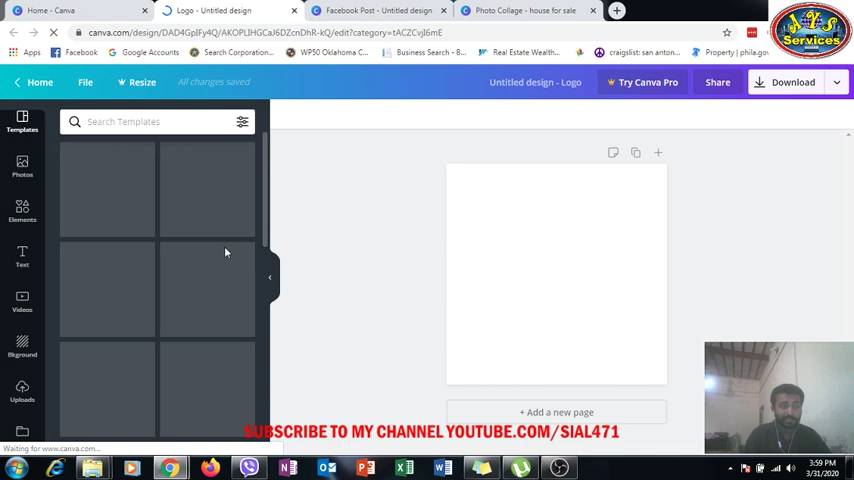 Home - Canva
Logo - Untitled design
Facebook Post - Untitled design
Photo Collage - house for sale
canva.com/design/DAD4GpIFy4Q/AKOPLIHGCaJ6DZcnDhR-kQ/edit?category=tACZCvjI6mE
Apps
Facebook
Google Accounts
Search Corporation...
WP50 Oklahoma C...
Business Search - B...
Real Estate Wealth...
craigslist: san anton...
Property | phila.gov
JYS
Services
Home
File
Resize
All changes saved
Untitled design - Logo
Try Canva Pro
Share
Download
Templates
Search Templates
Photos
Elements
Text
Videos
Bkground
Uploads
+ Add a new page
SUBSCRIBE TO MY CHANNEL YOUTUBE.COM/SIAL471
Waiting for www.canva.com...
3:59 PM
3/31/2020